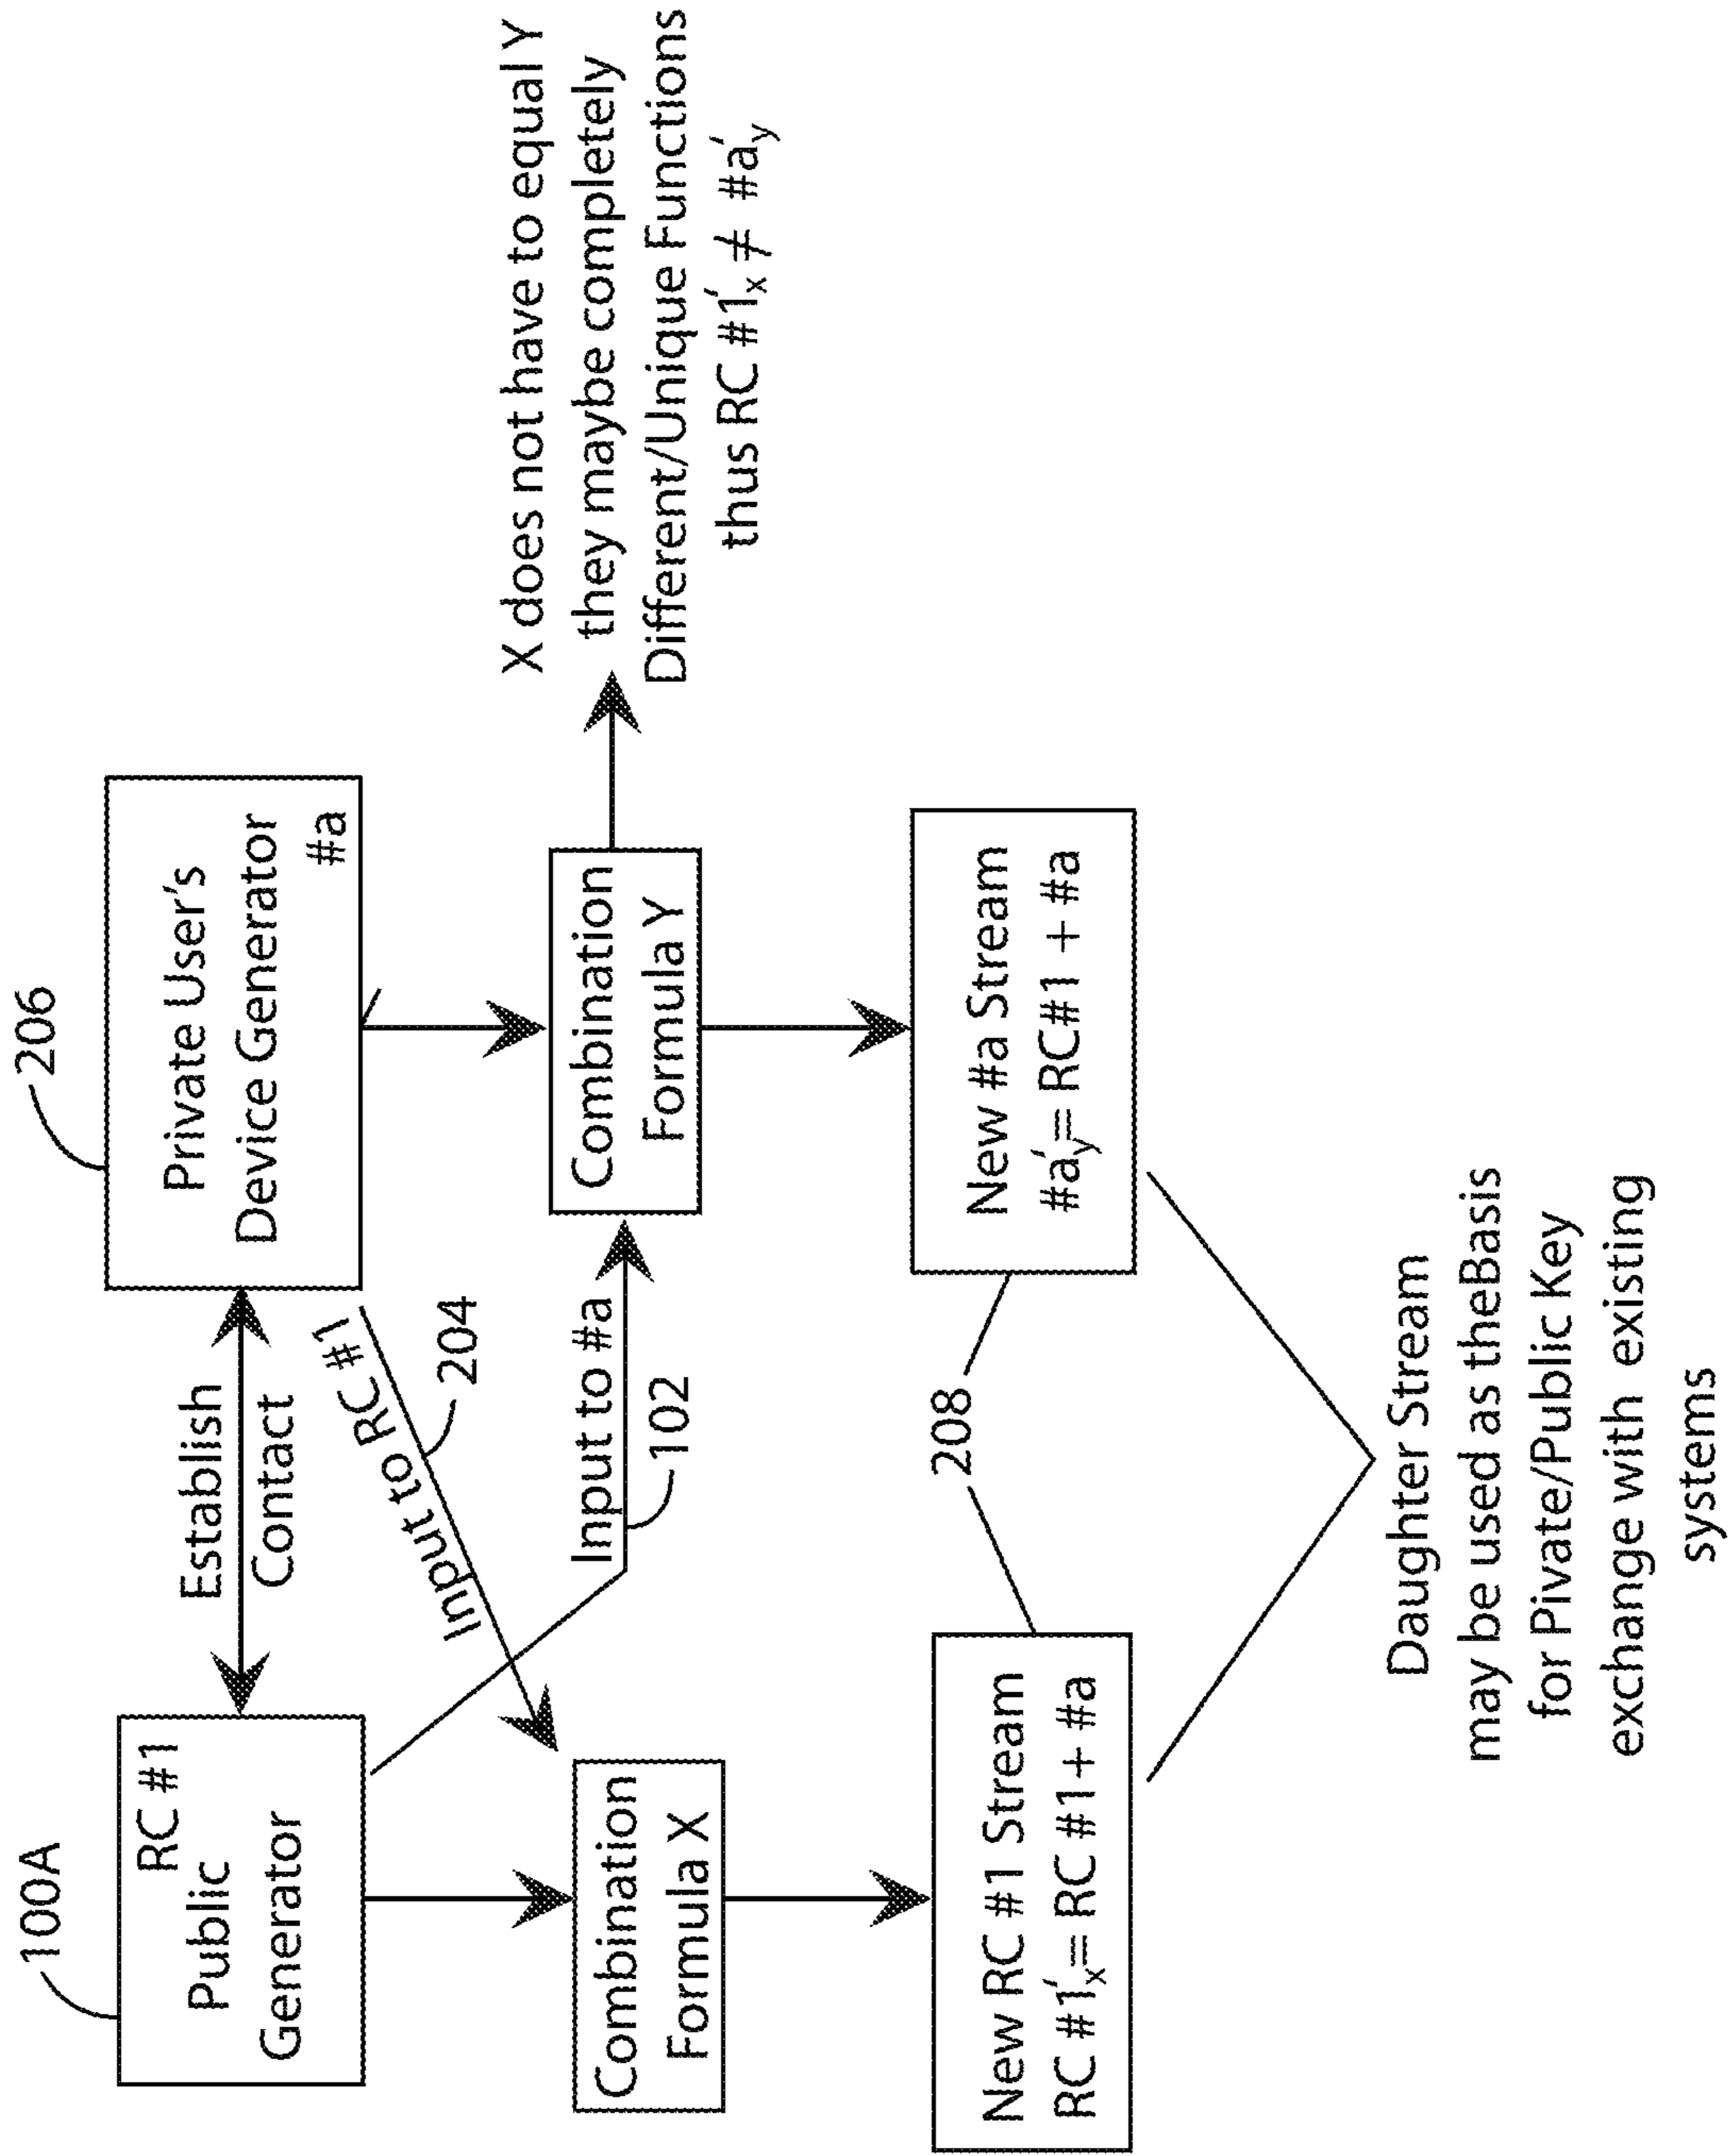 100A
RC #1
Public
Generator
Establish
Contact
206
Private User's
Device Generator
#a
Input to RC #1
204
Input to #a
102
Combination
Formula X
Combination
Formula Y
X does not have to equal Y
they maybe completely
Different/Unique Functions
thus RC #1'ₓ ≠ #a'ᵧ
New RC #1 Stream
RC #1'ₓ= RC #1 + #a
208
New #a Stream
#a'ᵧ= RC#1 + #a
Daughter Stream
may be used as theBasis
for Pivate/Public Key
exchange with existing
systems